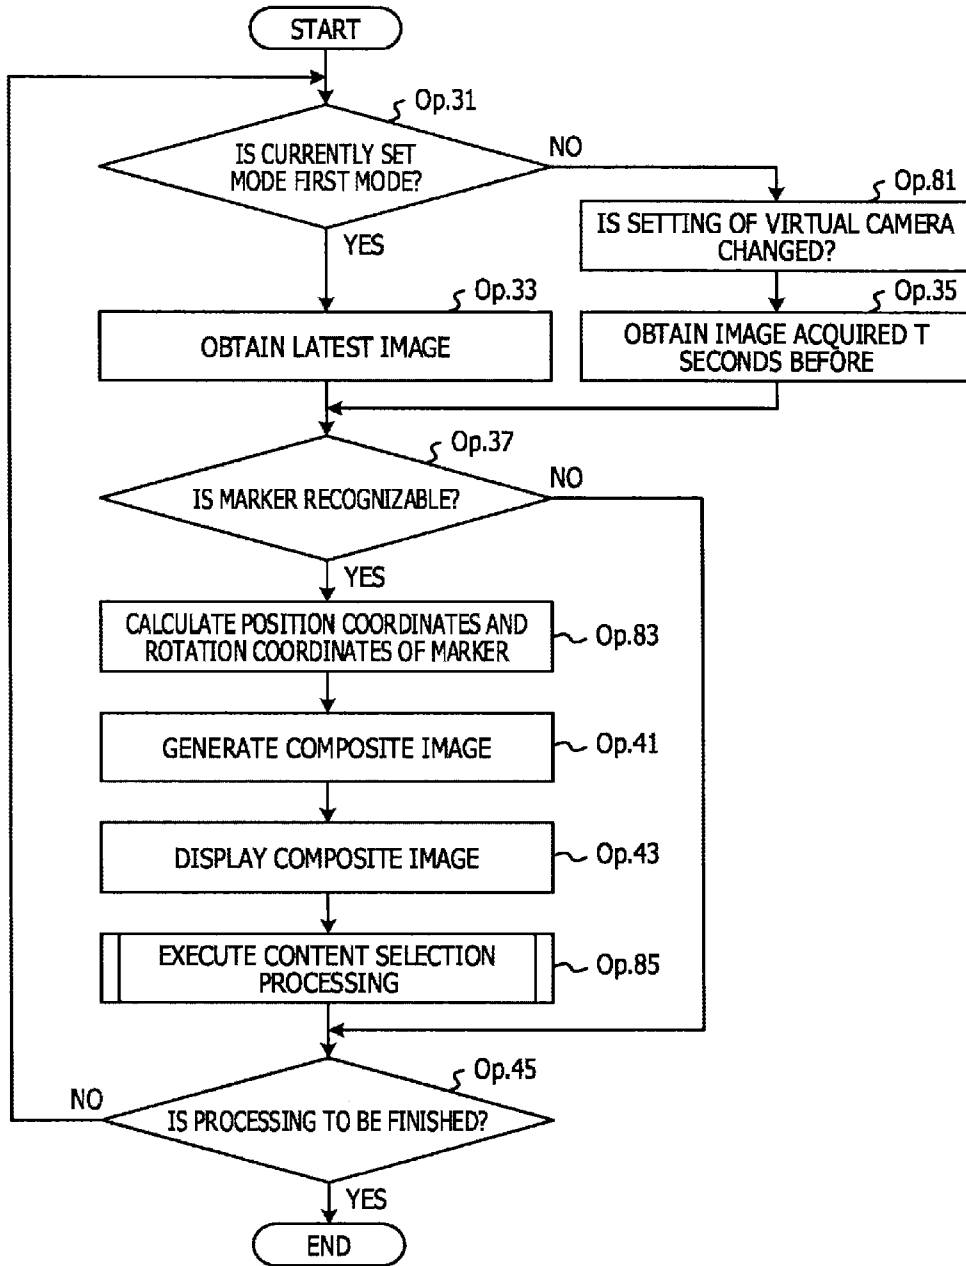 START
Op.31
IS CURRENTLY SET
MODE FIRST MODE?
NO
YES
Op.81
IS SETTING OF VIRTUAL CAMERA
CHANGED?
Op.33
OBTAIN LATEST IMAGE
Op.35
OBTAIN IMAGE ACQUIRED T
SECONDS BEFORE
Op.37
IS MARKER RECOGNIZABLE?
NO
YES
CALCULATE POSITION COORDINATES AND
ROTATION COORDINATES OF MARKER
Op.83
GENERATE COMPOSITE IMAGE
Op.41
DISPLAY COMPOSITE IMAGE
Op.43
EXECUTE CONTENT SELECTION
PROCESSING
Op.85
Op.45
NO
IS PROCESSING TO BE FINISHED?
YES
END